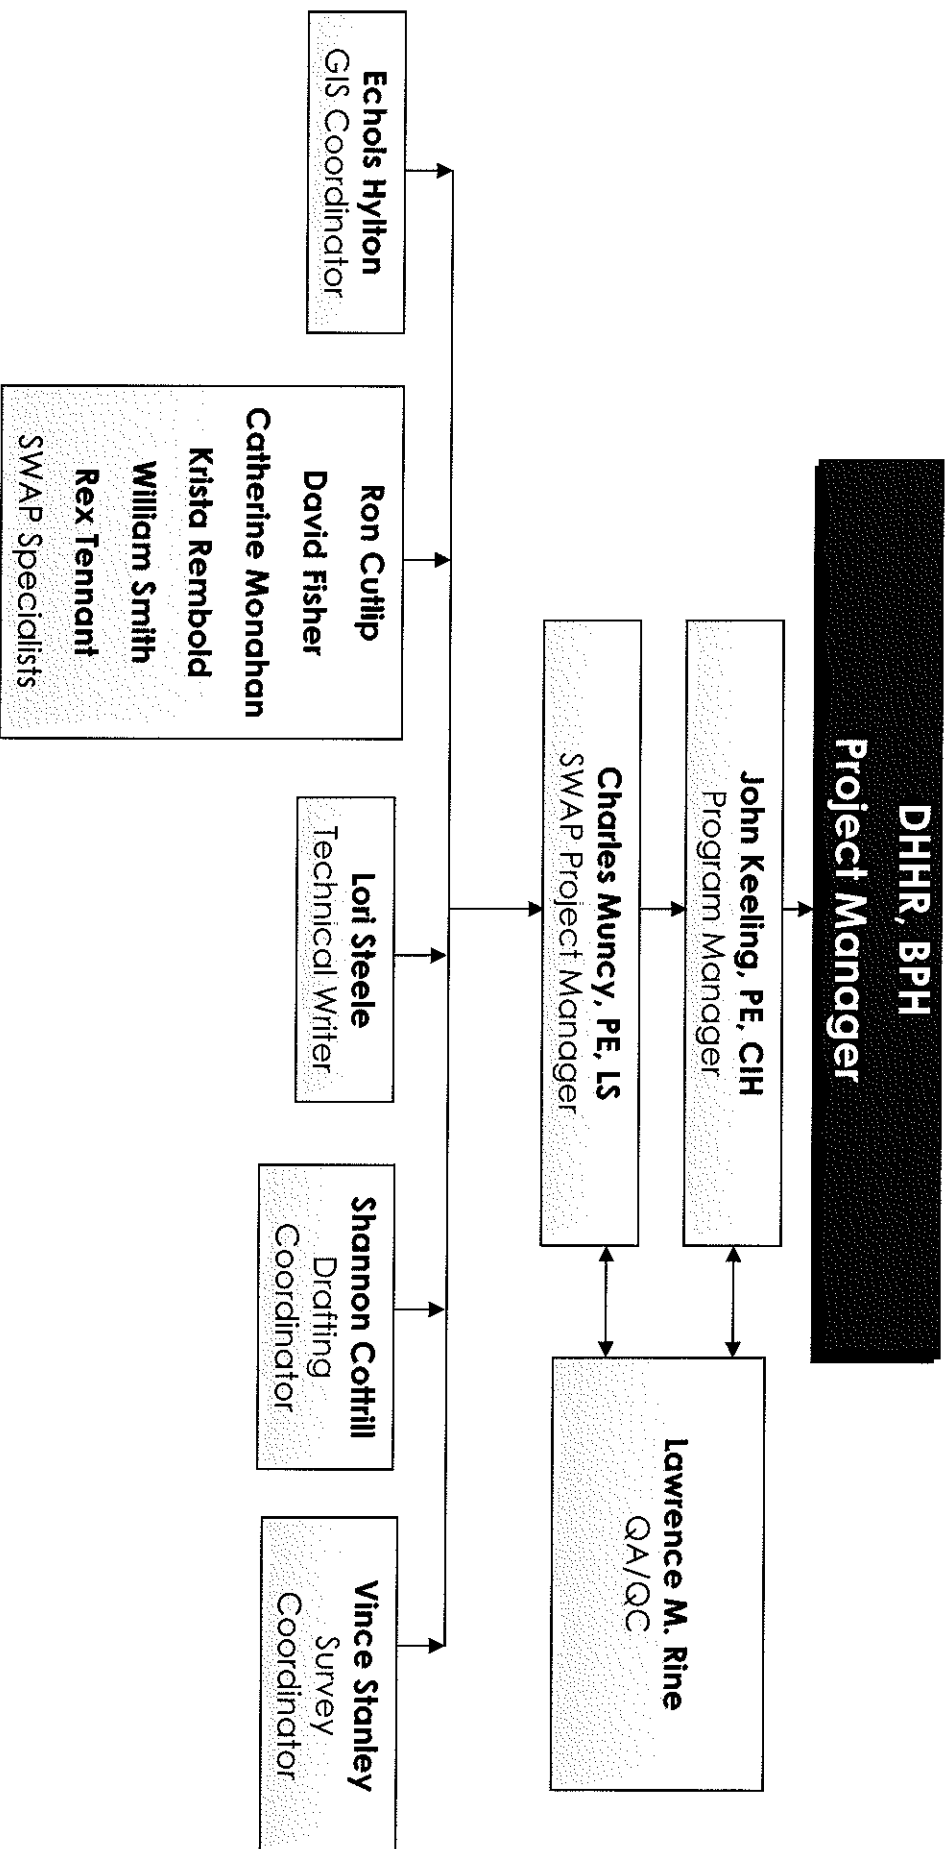 DHHR, BPH
Project Manager
John Keeling, PE, CIH
Program Manager
Charles Muncy, PE, LS
SWAP Project Manager
Lawrence M. Rine
QA/QC
Echols Hylton
GIS Coordinator
Ron Cutlip
David Fisher
Catherine Monahan
Krista Rembold
William Smith
Rex Tennant
SWAP Specialists
Lori Steele
Technical Writer
Shannon Cottrill
Drafting
Coordinator
Vince Stanley
Survey
Coordinator